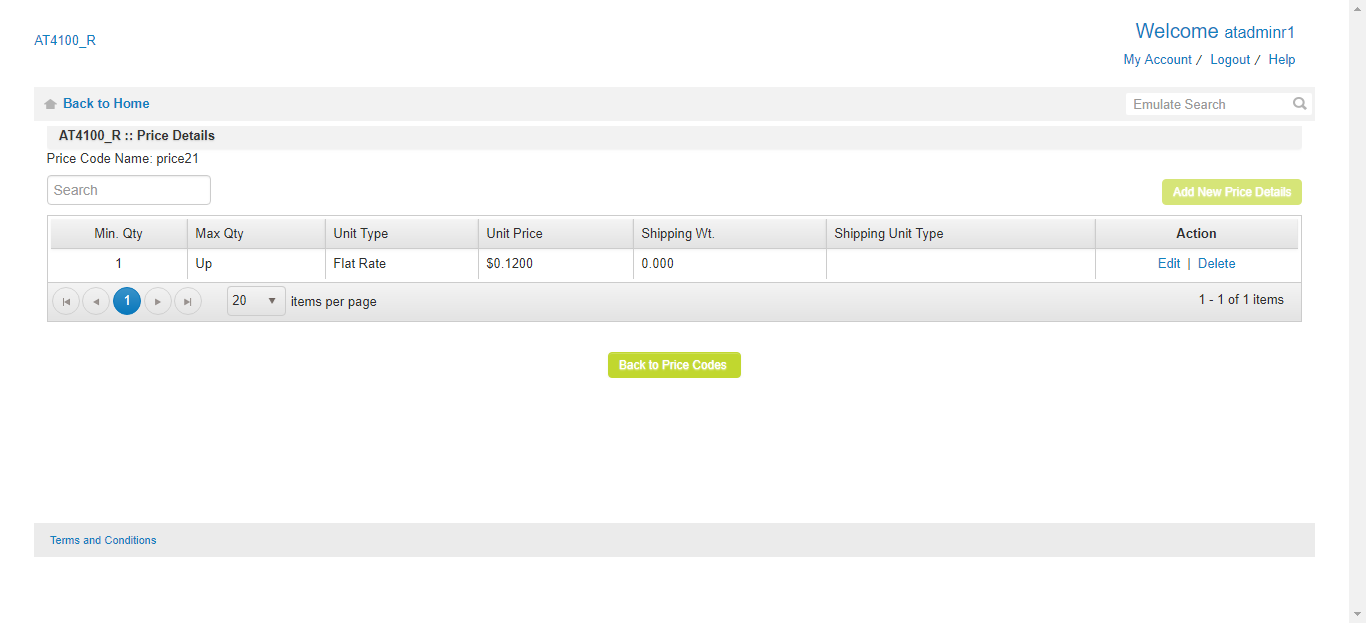 AT4100_R
Welcome atadminr1
My Account / Logout / Help
Back to Home
Emulate Search
AT4100_R :: Price Details
Price Code Name: price21
Search
Add New Price Details
Min. Qty Max Qty Unit Type Unit Price Shipping Wt. Shipping Unit Type Action
1 Up Flat Rate $0.1200 0.000 Edit | Delete
1 20 items per page 1 - 1 of 1 items
Back to Price Codes
Terms and Conditions